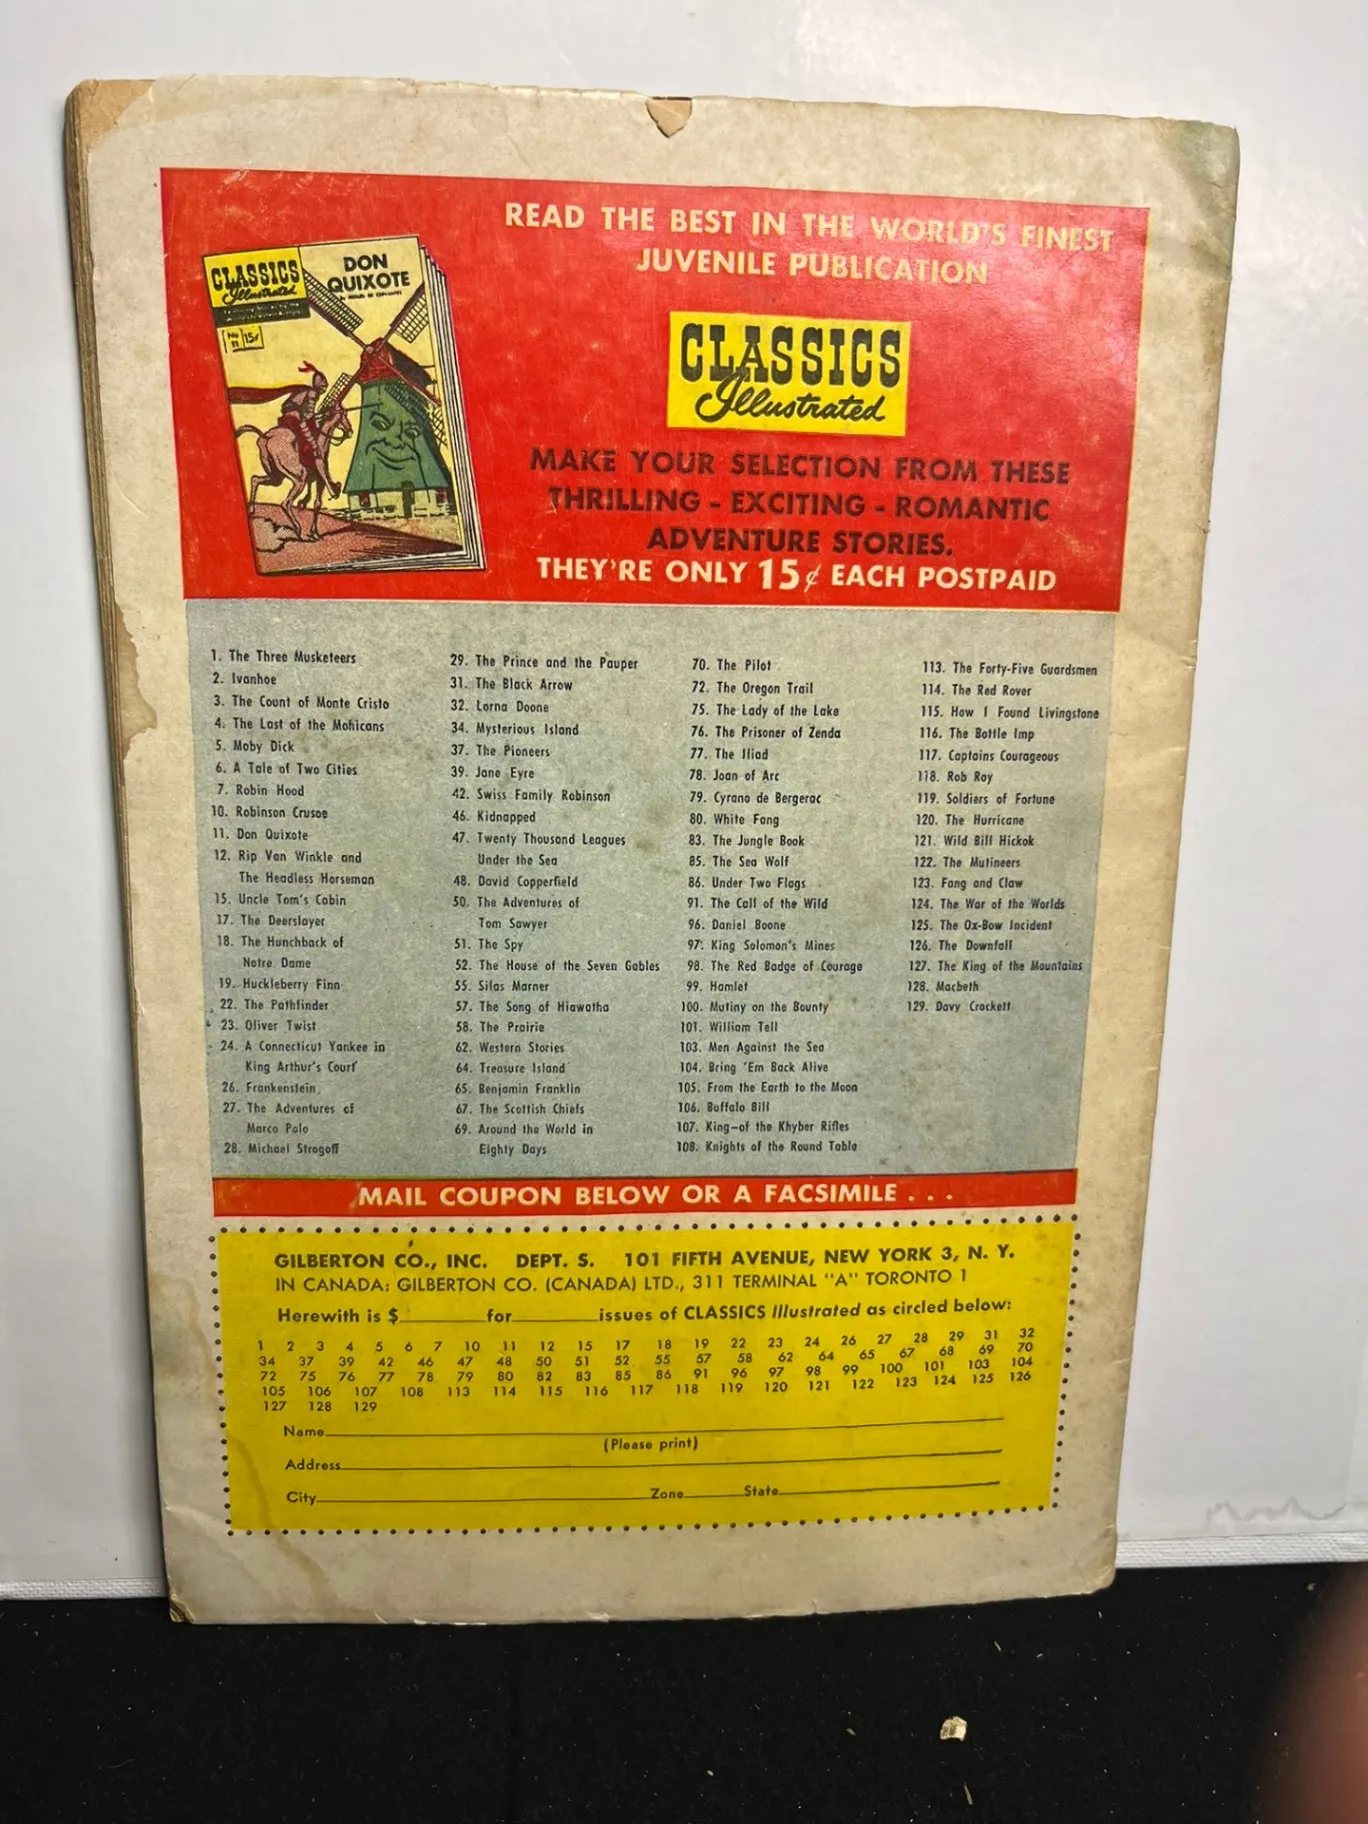 READ THE BEST IN THE WORLD'S FINEST
JUVENILE PUBLICATION
CLASSICS
Illustrated
DON
QUIXOTE
No 11 15¢
CLASSICS
Illustrated
MAKE YOUR SELECTION FROM THESE
THRILLING - EXCITING - ROMANTIC
ADVENTURE STORIES.
THEY'RE ONLY 15¢ EACH POSTPAID
1. The Three Musketeers
2. Ivanhoe
3. The Count of Monte Cristo
4. The Last of the Mohicans
5. Moby Dick
6. A Tale of Two Cities
7. Robin Hood
10. Robinson Crusoe
11. Don Quixote
12. Rip Van Winkle and
The Headless Horseman
15. Uncle Tom's Cabin
17. The Deerslayer
18. The Hunchback of
Notre Dame
19. Huckleberry Finn
22. The Pathfinder
23. Oliver Twist
24. A Connecticut Yankee in
King Arthur's Court
26. Frankenstein
27. The Adventures of
Marco Polo
28. Michael Strogoff
29. The Prince and the Pauper
31. The Black Arrow
32. Lorna Doone
34. Mysterious Island
37. The Pioneers
39. Jane Eyre
42. Swiss Family Robinson
46. Kidnapped
47. Twenty Thousand Leagues
Under the Sea
48. David Copperfield
50. The Adventures of
Tom Sawyer
51. The Spy
52. The House of the Seven Gables
55. Silas Marner
57. The Song of Hiawatha
58. The Prairie
62. Western Stories
64. Treasure Island
65. Benjamin Franklin
67. The Scottish Chiefs
69. Around the World in
Eighty Days
70. The Pilot
72. The Oregon Trail
75. The Lady of the Lake
76. The Prisoner of Zenda
77. The Iliad
78. Joan of Arc
79. Cyrano de Bergerac
80. White Fang
83. The Jungle Book
85. The Sea Wolf
86. Under Two Flags
91. The Call of the Wild
96. Daniel Boone
97. King Solomon's Mines
98. The Red Badge of Courage
99. Hamlet
100. Mutiny on the Bounty
101. William Tell
103. Men Against the Sea
104. Bring 'Em Back Alive
105. From the Earth to the Moon
106. Buffalo Bill
107. King—of the Khyber Rifles
108. Knights of the Round Table
113. The Forty-Five Guardsmen
114. The Red Rover
115. How I Found Livingstone
116. The Bottle Imp
117. Captains Courageous
118. Rob Roy
119. Soldiers of Fortune
120. The Hurricane
121. Wild Bill Hickok
122. The Mutineers
123. Fang and Claw
124. The War of the Worlds
125. The Ox-Bow Incident
126. The Downfall
127. The King of the Mountains
128. Macbeth
129. Davy Crockett
MAIL COUPON BELOW OR A FACSIMILE . . .
GILBERTON CO., INC. DEPT. S. 101 FIFTH AVENUE, NEW YORK 3, N. Y.
IN CANADA: GILBERTON CO. (CANADA) LTD., 311 TERMINAL "A" TORONTO 1
Herewith is $ for issues of CLASSICS Illustrated as circled below:
1 2 3 4 5 6 7 10 11 12 15 17 18 19 22 23 24 26 27 28 29 31 32
34 37 39 42 46 47 48 50 51 52 55 57 58 62 64 65 67 68 69 70
72 75 76 77 78 79 80 82 83 85 86 91 96 97 98 99 100 101 103 104
105 106 107 108 113 114 115 116 117 118 119 120 121 122 123 124 125 126
127 128 129
Name
(Please print)
Address
City Zone State